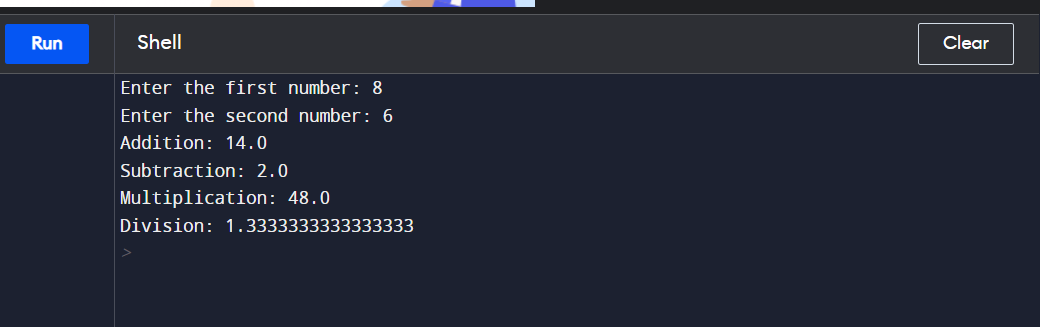 Run
Shell
Clear
Enter the first number: 8
Enter the second number: 6
Addition: 14.0
Subtraction: 2.0
Multiplication: 48.0
Division: 1.3333333333333333
>